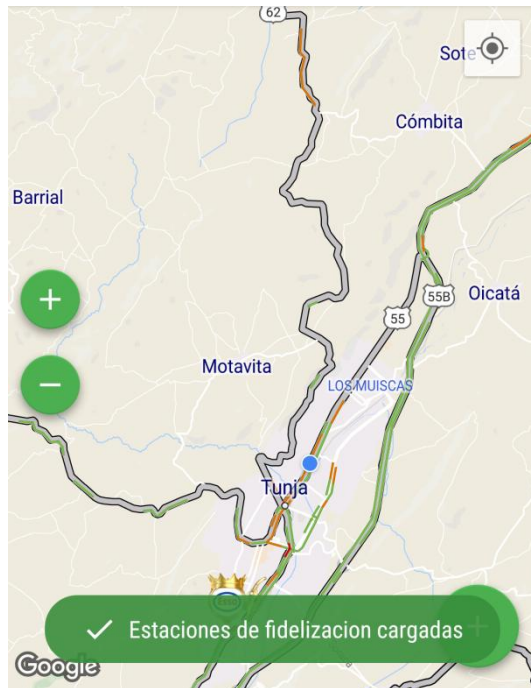 62
Sote
Cómbita
Barrial
+
55B
Oicatá
55
−
Motavita
LOS MUISCAS
Tunja
Estaciones de fidelizacion cargadas
+
Google